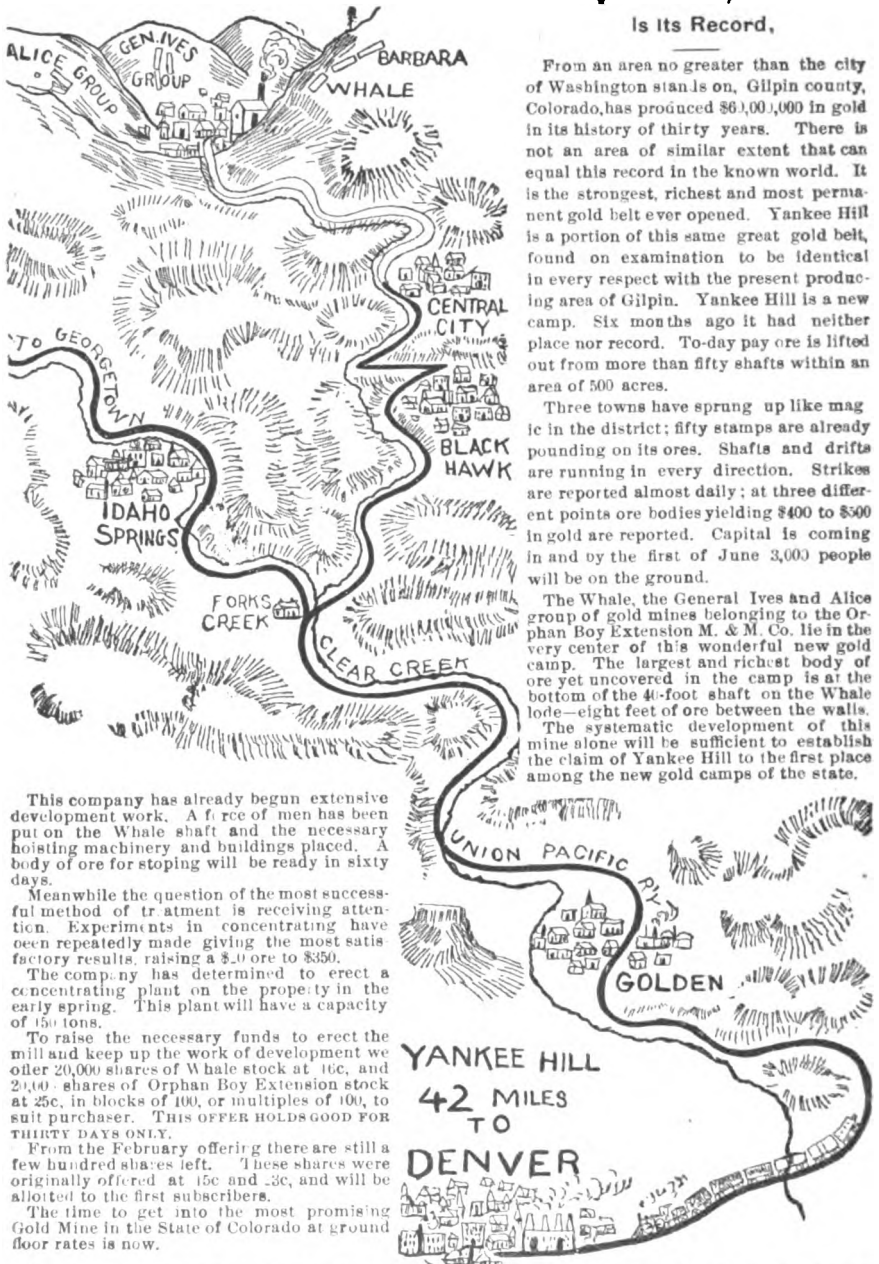 Is Its Record,
From an area no greater than the city
of Washington stands on, Gilpin county,
Colorado, has produced $60,000,000 in gold
in its history of thirty years. There is
not an area of similar extent that can
equal this record in the known world. It
is the strongest, richest and most perma-
nent gold belt ever opened. Yankee Hill
is a portion of this same great gold belt,
found on examination to be identical
in every respect with the present produc-
ing area of Gilpin. Yankee Hill is a new
camp. Six months ago it had neither
place nor record. To-day pay ore is lifted
out from more than fifty shafts within an
area of 500 acres.
Three towns have sprung up like mag
ic in the district; fifty stamps are already
pounding on its ores. Shafts and drifts
are running in every direction. Strikes
are reported almost daily; at three differ-
ent points ore bodies yielding $400 to $500
in gold are reported. Capital is coming
in and by the first of June 3,000 people
will be on the ground.
The Whale, the General Ives and Alice
group of gold mines belonging to the Or-
phan Boy Extension M. & M. Co. lie in the
very center of this wonderful new gold
camp. The largest and richest body of
ore yet uncovered in the camp is at the
bottom of the 40-foot shaft on the Whale
lode—eight feet of ore between the walls.
The systematic development of this
mine alone will be sufficient to establish
the claim of Yankee Hill to the first place
among the new gold camps of the state.
ALICE GROUP
GEN. IVES
GROUP
BARBARA
WHALE
CENTRAL
CITY
TO GEORGETOWN
BLACK
HAWK
IDAHO
SPRINGS
FORKS
CREEK
CLEAR CREEK
UNION PACIFIC R'Y
GOLDEN
YANKEE HILL
42 MILES
TO
DENVER
This company has already begun extensive
development work. A force of men has been
put on the Whale shaft and the necessary
hoisting machinery and buildings placed. A
body of ore for stoping will be ready in sixty
days.
Meanwhile the question of the most success-
ful method of treatment is receiving atten-
tion. Experiments in concentrating have
been repeatedly made giving the most satis
factory results, raising a ore to $350.
The company has determined to erect a
concentrating plant on the property in the
early spring. This plant will have a capacity
of 150 tons.
To raise the necessary funds to erect the
mill and keep up the work of development we
offer 20,000 shares of Whale stock at 16c, and
shares of Orphan Boy Extension stock
at 25c, in blocks of 100, or multiples of 100, to
suit purchaser. THIS OFFER HOLDS GOOD FOR
THIRTY DAYS ONLY.
From the February offering there are still a
few hundred shares left. These shares were
originally offered at 15c and and will be
alloited to the first subscribers.
The time to get into the most promising
Gold Mine in the State of Colorado at ground
floor rates is now.